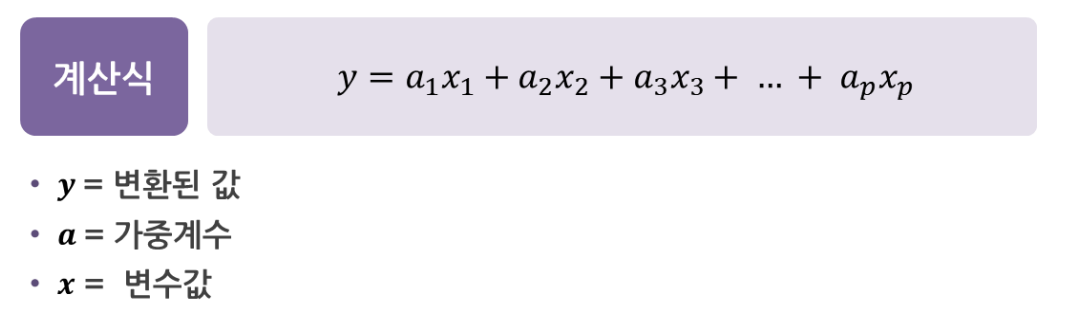 계산식
y = a₁x₁ + a₂x₂ + a₃x₃ + … + aₚxₚ
• y = 변환된 값
• a = 가중계수
• x = 변수값